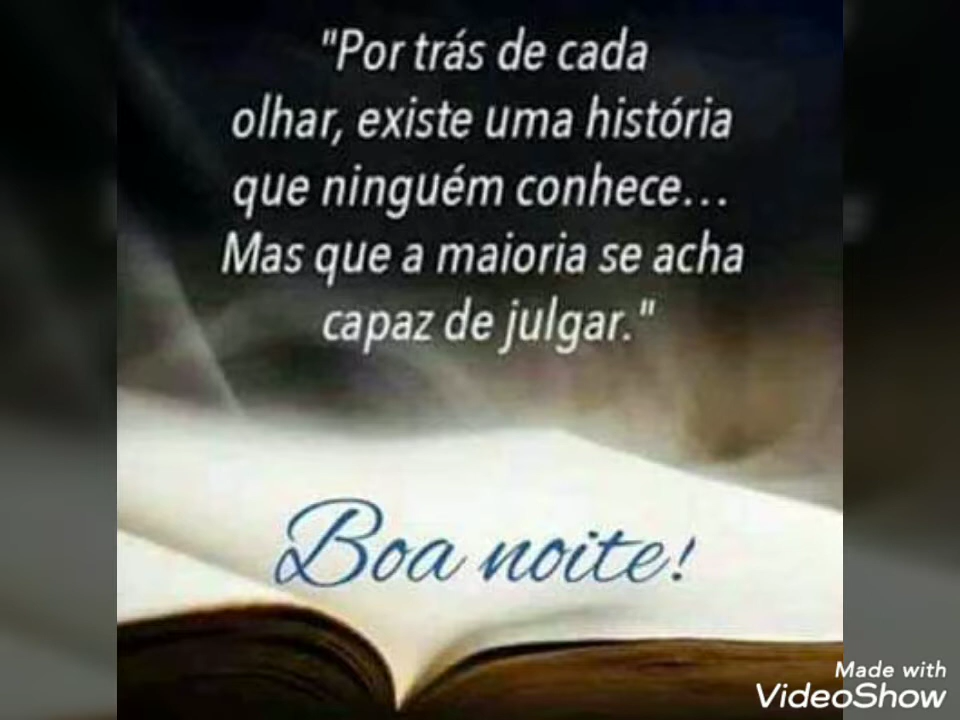 "Por trás de cada
olhar, existe uma história
que ninguém conhece...
Mas que a maioria se acha
capaz de julgar."
Boa noite!
Made with
VideoShow